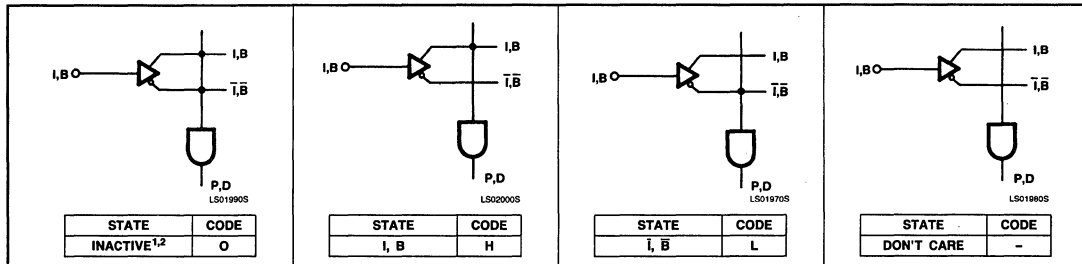 I,B
I,B
Ī,B̄
P,D
LS01990S
STATE CODE
INACTIVE1,2 O
I,B
I,B
Ī,B̄
P,D
LS02000S
STATE CODE
I, B H
I,B
I,B
Ī,B̄
P,D
LS01970S
STATE CODE
Ī, B̄ L
I,B
I,B
Ī,B̄
P,D
LS01980S
STATE CODE
DON'T CARE –